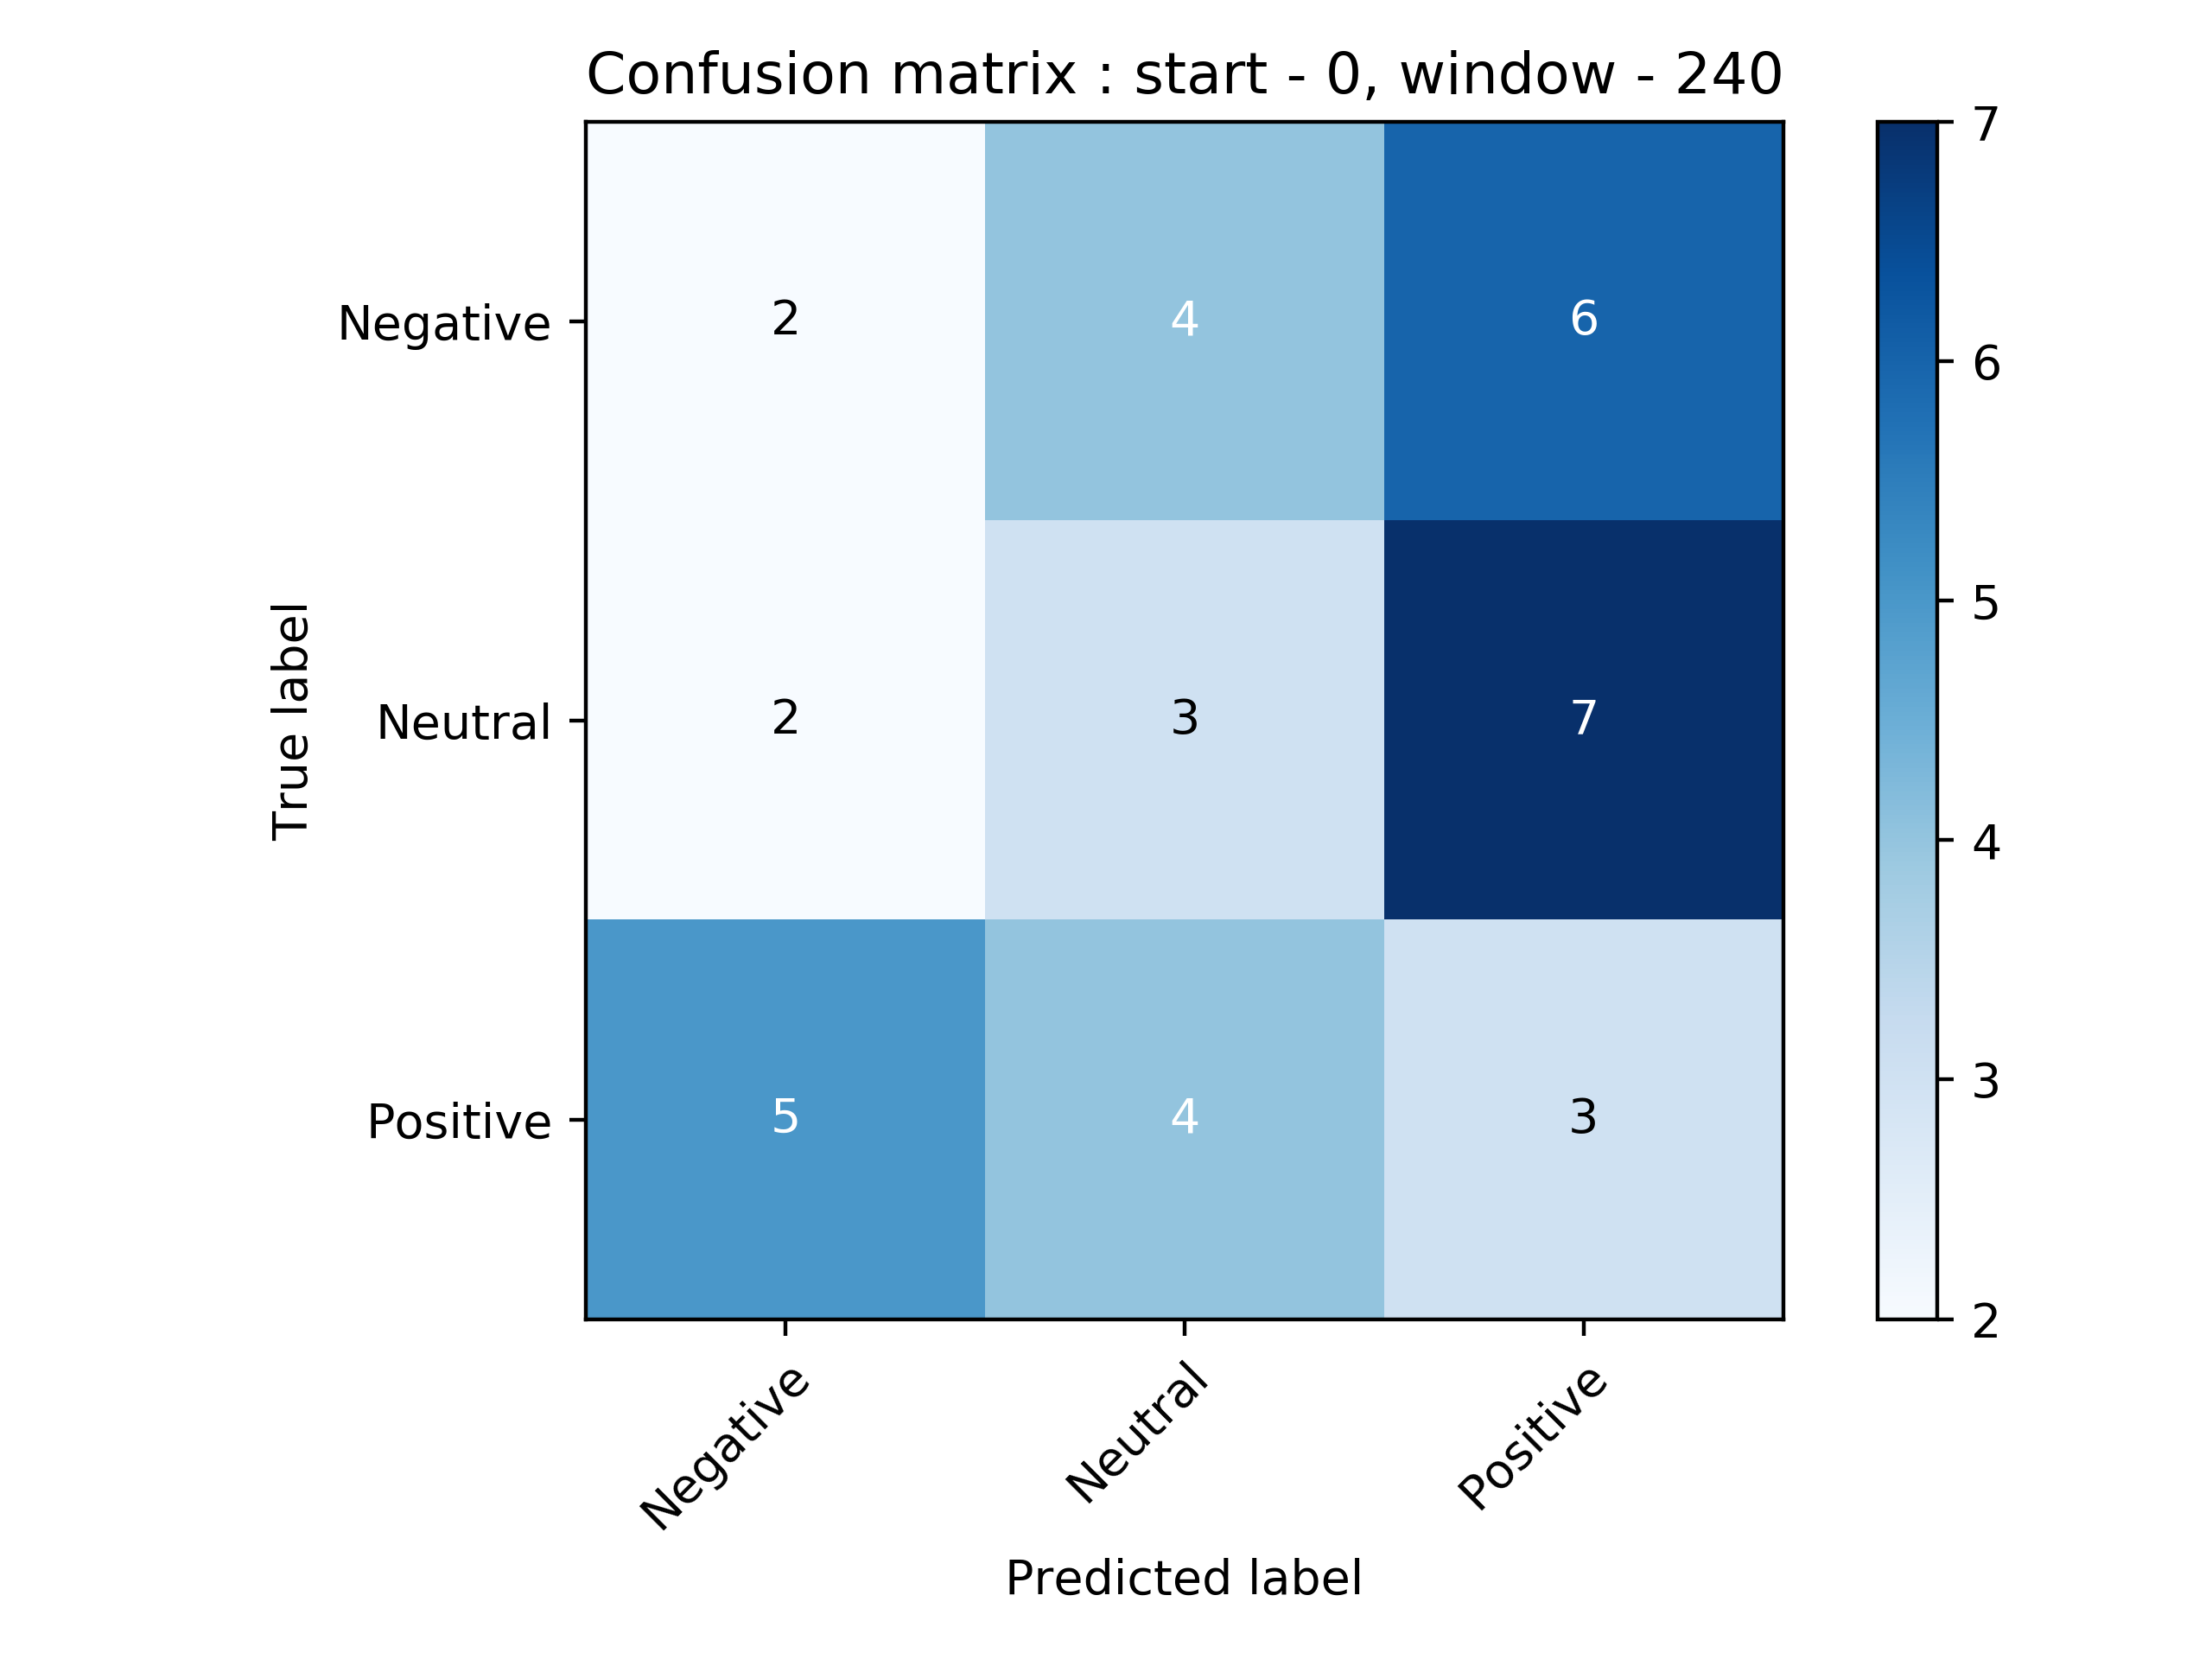 Confusion matrix : start - 0, window - 240
7
Negative
2 4 6
6
5
True label
Neutral
2 3 7
4
Positive
5 4 3
3
2
Negative
Neutral
Positive
Predicted label